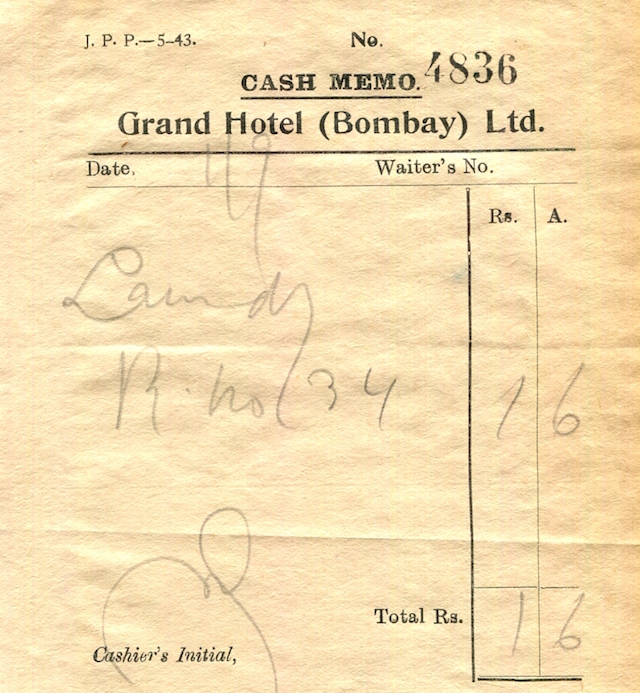 J. P. P.—5-43.
No. 4836
CASH MEMO.
Grand Hotel (Bombay) Ltd.
Date.
Waiter's No.
Rs. A.
Laundry
R. No 34 1 6
Total Rs. 1 6
Cashier's Initial,